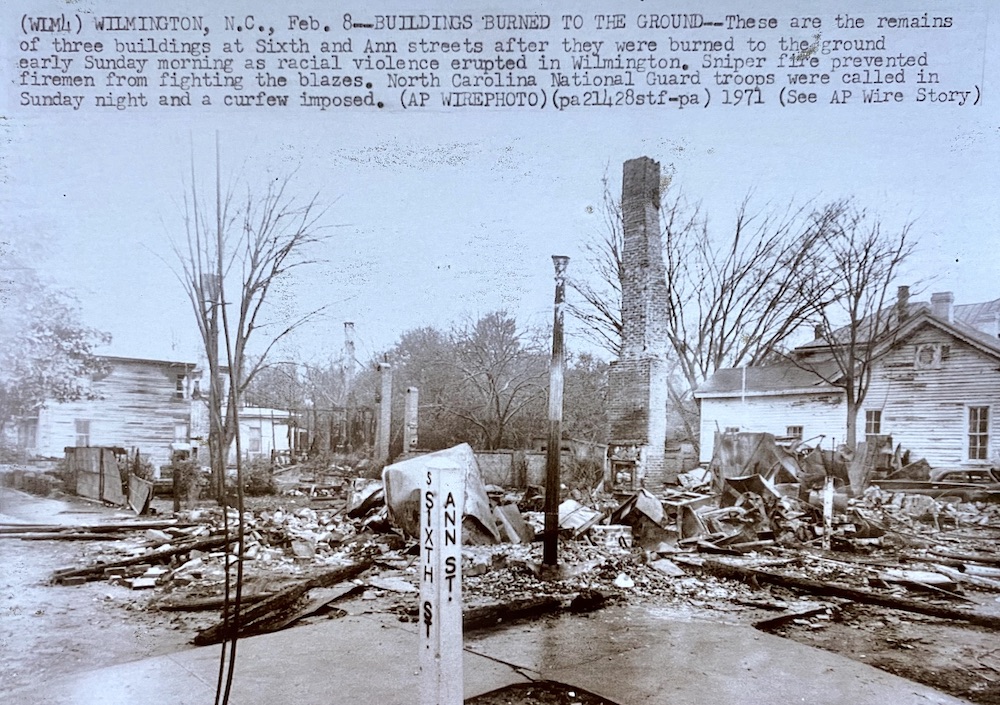 (WLM4) WILMINGTON, N.C., Feb. 8--BUILDINGS BURNED TO THE GROUND--These are the remains
of three buildings at Sixth and Ann streets after they were burned to the ground
early Sunday morning as racial violence erupted in Wilmington. Sniper fire prevented
firemen from fighting the blazes. North Carolina National Guard troops were called in
Sunday night and a curfew imposed. (AP WIREPHOTO)(pa21428stf-pa) 1971 (See AP Wire Story)
S SIXTH ST
ANN ST